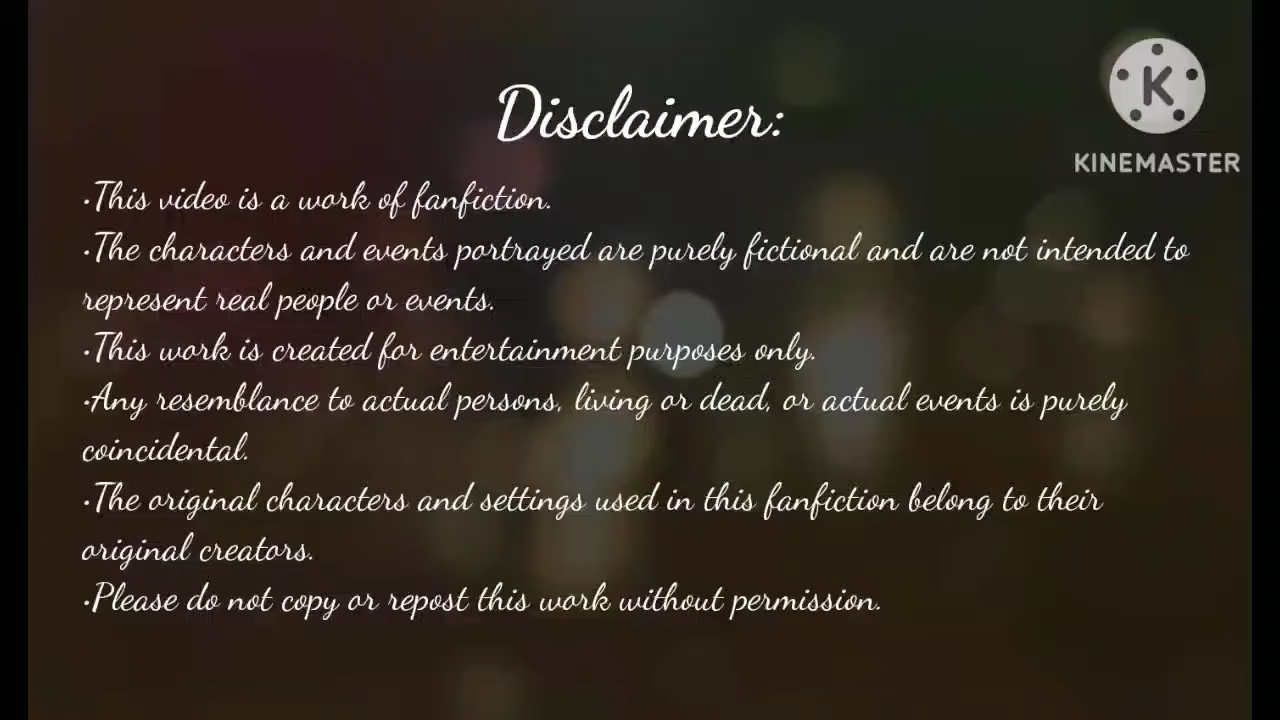 Disclaimer:
KINEMASTER
•This video is a work of fanfiction.
•The characters and events portrayed are purely fictional and are not intended to
represent real people or events.
•This work is created for entertainment purposes only.
•Any resemblance to actual persons, living or dead, or actual events is purely
coincidental.
•The original characters and settings used in this fanfiction belong to their
original creators.
•Please do not copy or repost this work without permission.